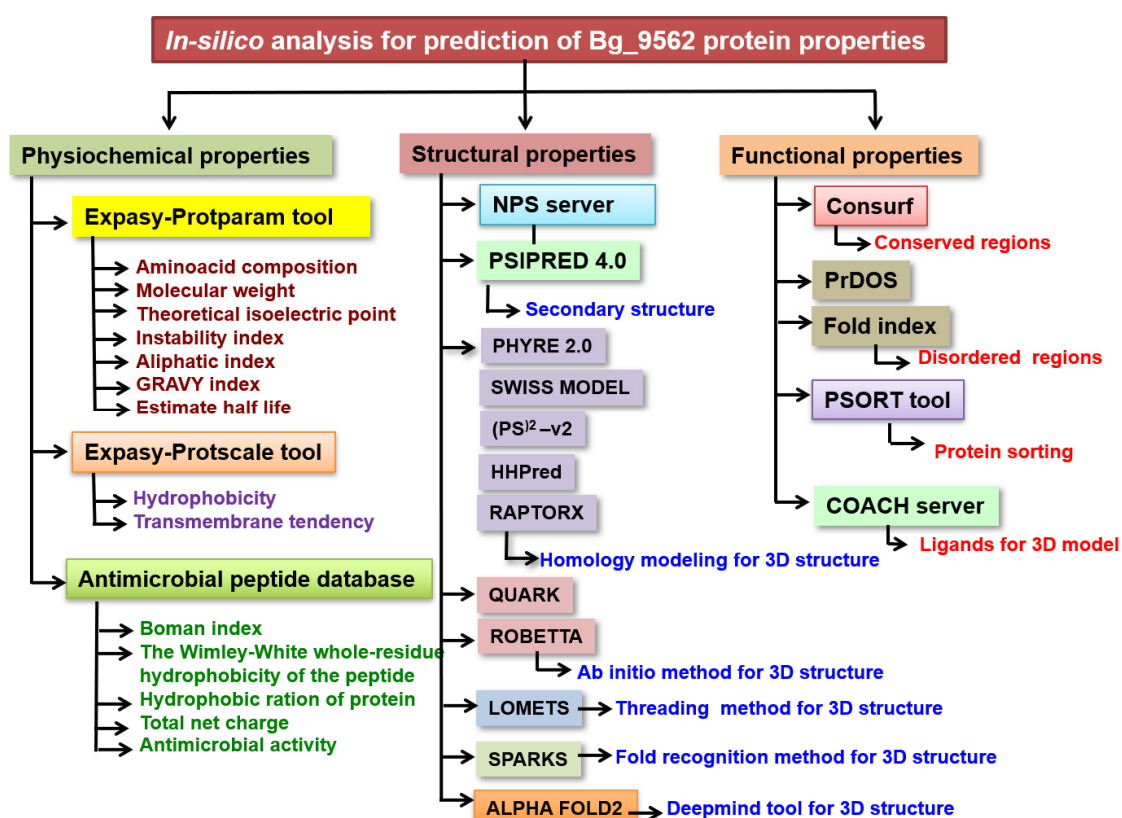 In-silico analysis for prediction of Bg_9562 protein properties
Physiochemical properties
Expasy-Protparam tool
Aminoacid composition
Molecular weight
Theoretical isoelectric point
Instability index
Aliphatic index
GRAVY index
Estimate half life
Expasy-Protscale tool
Hydrophobicity
Transmembrane tendency
Antimicrobial peptide database
Boman index
The Wimley-White whole-residue
hydrophobicity of the peptide
Hydrophobic ration of protein
Total net charge
Antimicrobial activity
Structural properties
NPS server
PSIPRED 4.0
Secondary structure
PHYRE 2.0
SWISS MODEL
(PS)2 –v2
HHPred
RAPTORX
Homology modeling for 3D structure
QUARK
ROBETTA
Ab initio method for 3D structure
LOMETS
Threading method for 3D structure
SPARKS
Fold recognition method for 3D structure
ALPHA FOLD2
Deepmind tool for 3D structure
Functional properties
Consurf
Conserved regions
PrDOS
Fold index
Disordered regions
PSORT tool
Protein sorting
COACH server
Ligands for 3D model